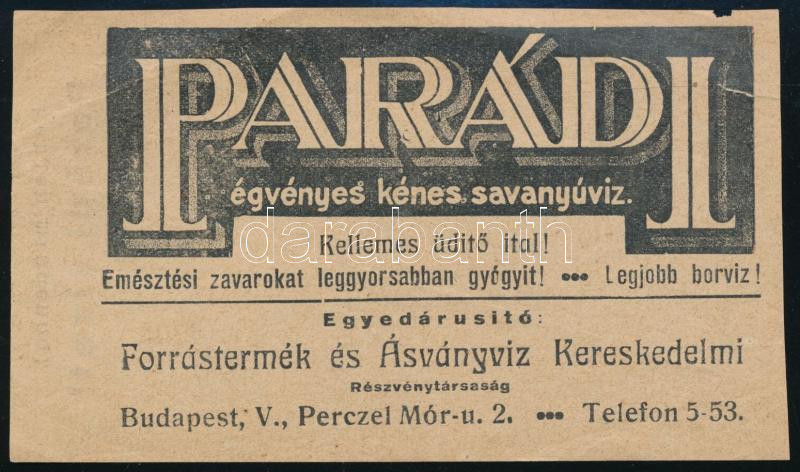 PARÁDI
égvényes kénes savanyúviz.
Kellemes üditő ital!
Emésztési zavarokat leggyorsabban gyógyit! ••• Legjobb borviz!
Egyedárusitó:
Forrástermék és Ásványviz Kereskedelmi
Részvénytársaság
Budapest, V., Perczel Mór-u. 2. ••• Telefon 5-53.
darabanth